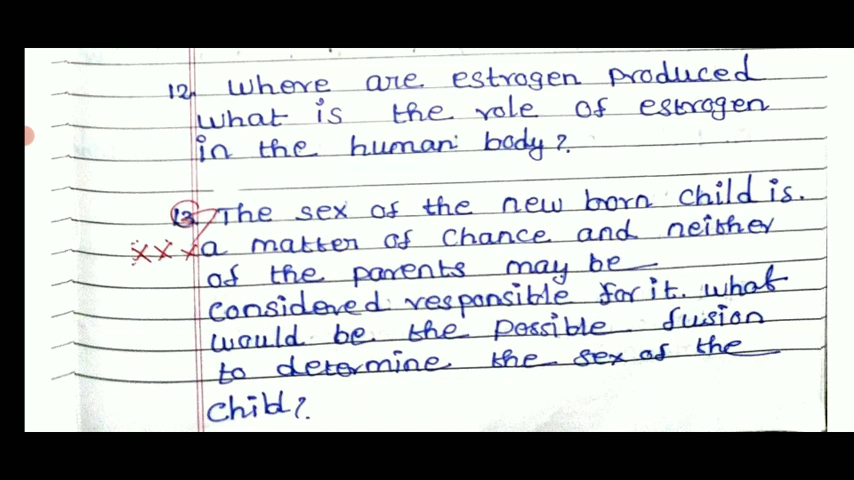 12. Where are estrogen produced
what is the role of estrogen
in the human body?
13. The sex of the new born child is.
xxx a matter of chance and neither
of the parents may be
considered responsible for it. what
would be the possible fusion
to determine the sex of the
child?